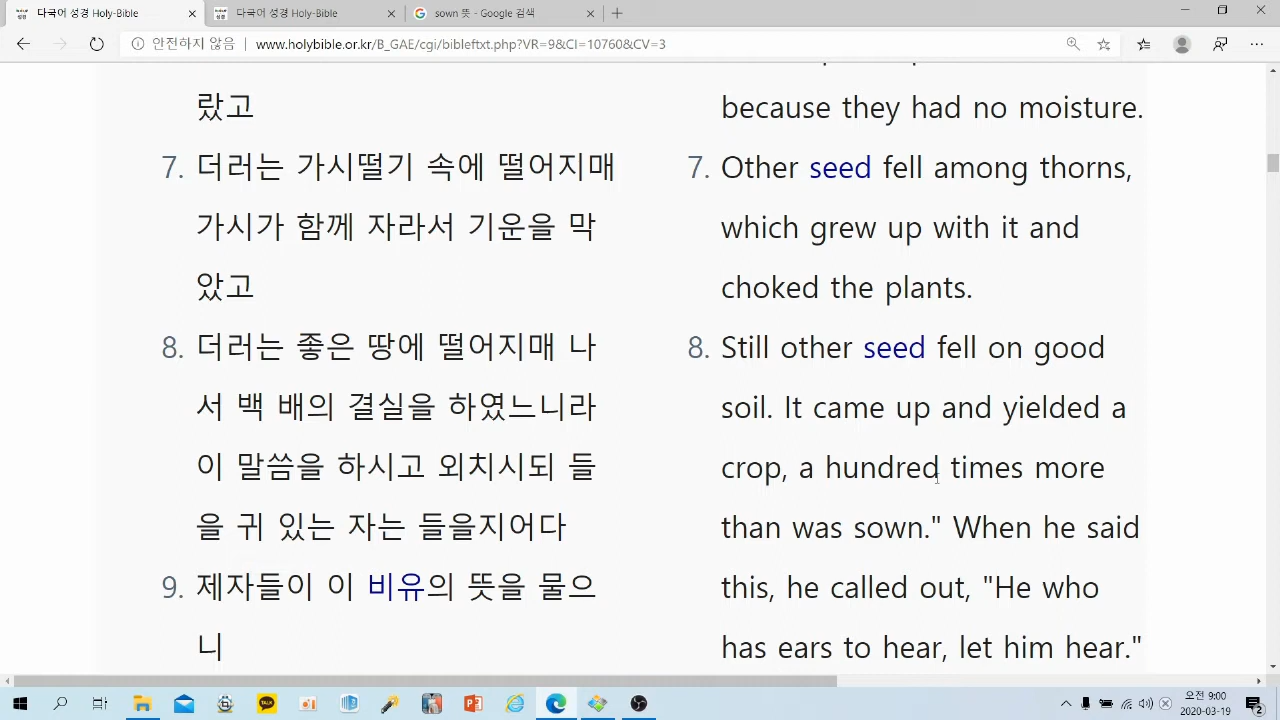 다국어 성경 Holy-Bible
다국어 성경 Holy-Bible
sown 뜻 - Google 검색
안전하지 않음
www.holybible.or.kr/B_GAE/cgi/bibleftxt.php?VR=9&CI=10760&CV=3
랐고
7. 더러는 가시떨기 속에 떨어지매
가시가 함께 자라서 기운을 막
았고
8. 더러는 좋은 땅에 떨어지매 나
서 백 배의 결실을 하였느니라
이 말씀을 하시고 외치시되 들
을 귀 있는 자는 들을지어다
9. 제자들이 이 비유의 뜻을 물으
니
because they had no moisture.
7. Other seed fell among thorns,
which grew up with it and
choked the plants.
8. Still other seed fell on good
soil. It came up and yielded a
crop, a hundred times more
than was sown." When he said
this, he called out, "He who
has ears to hear, let him hear."
TALK
오전 9:00
2020-03-19
2